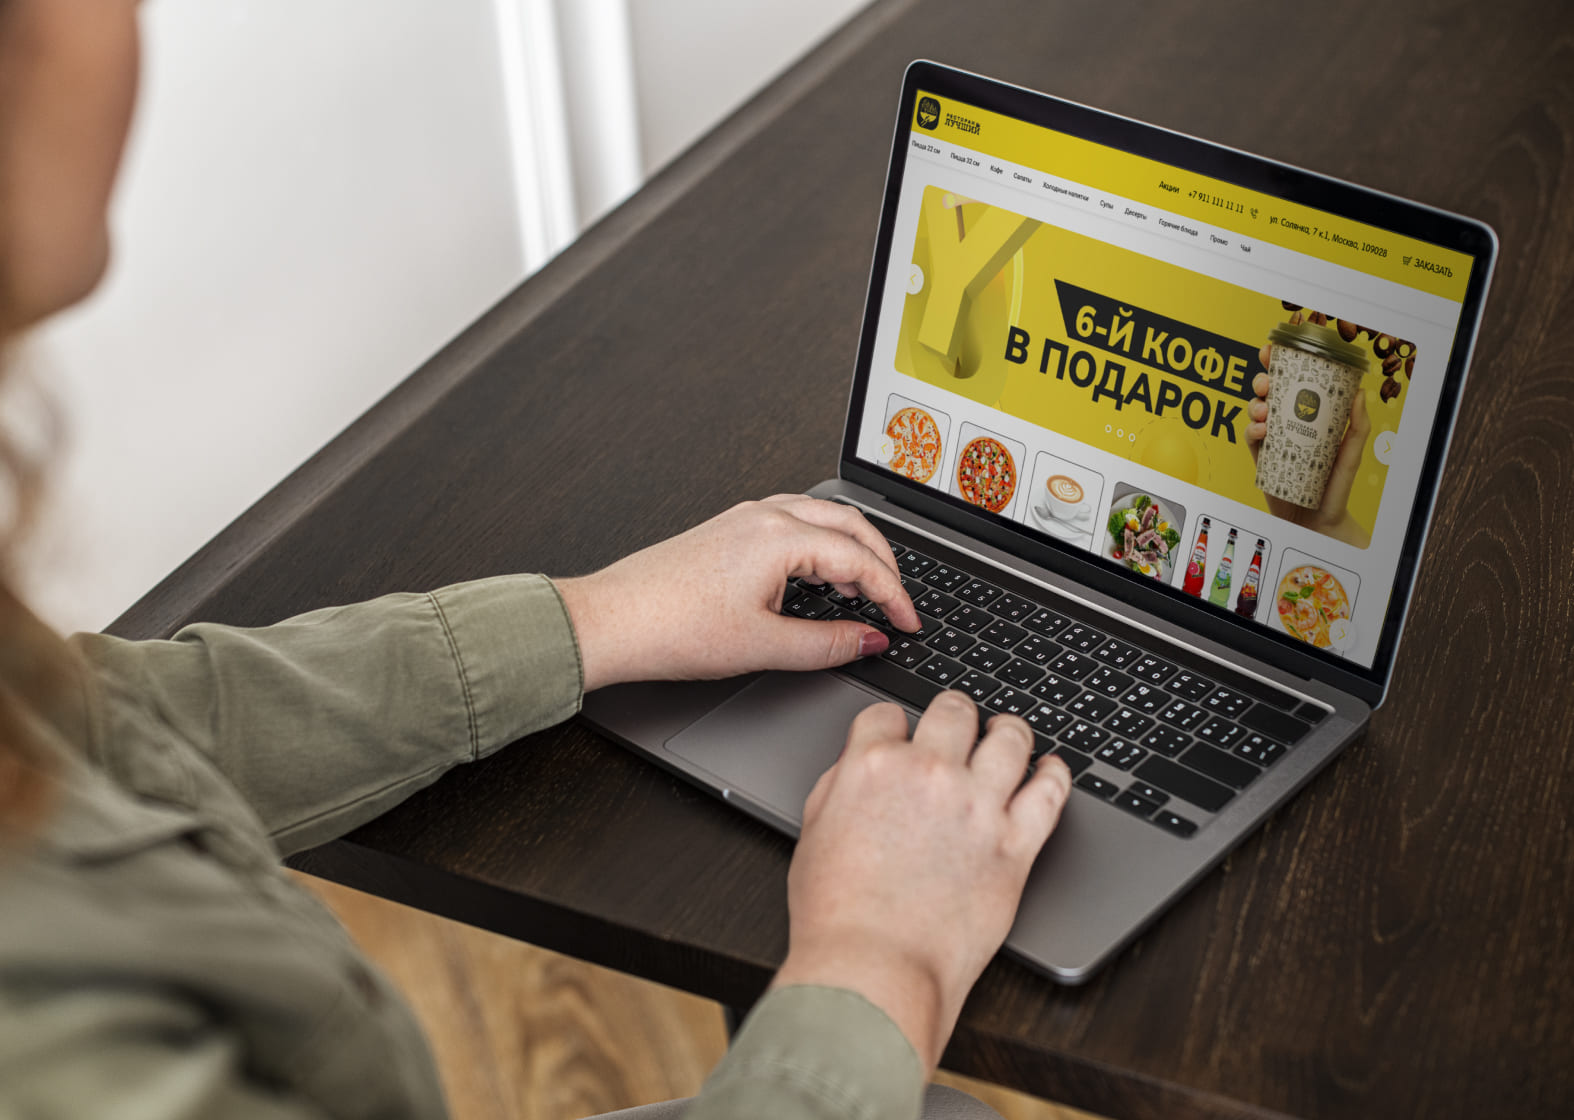 РЕСТОРАН
ЛУЧШИЙ
Акции +7 911 111 11 11 ул. Солянка, 7 к.1, Москва, 109028 ЗАКАЗАТЬ
Пицца 22 см Пицца 32 см Кофе Салаты Холодные напитки Супы Десерты Горячие блюда Промо Чай
6-Й КОФЕ
В ПОДАРОК
РЕСТОРАН
ЛУЧШИЙ